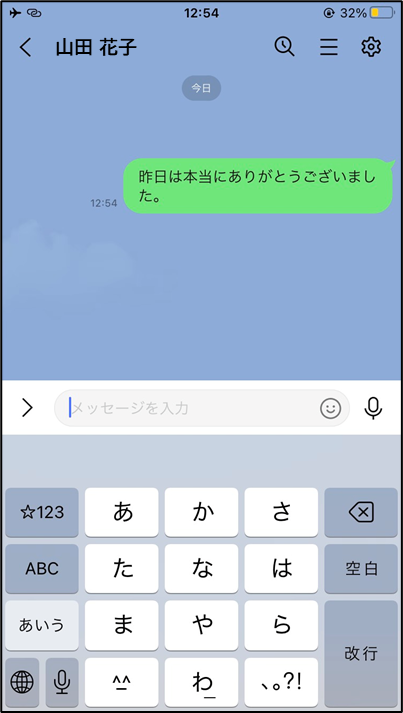 12:54 32%
山田 花子
今日
昨日は本当にありがとうございまし
た。
12:54
メッセージを入力
☆123 あ か さ
ABC た な は 空白
あいう ま や ら 改行
^^ わ 、。?!